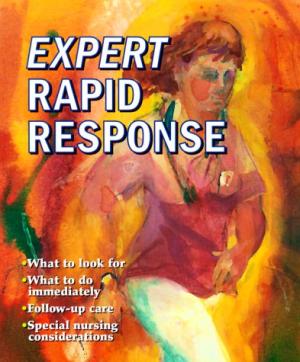 EXPERT
RAPID
RESPONSE
•What to look for
•What to do
immediately
•Follow-up care
•Special nursing
considerations